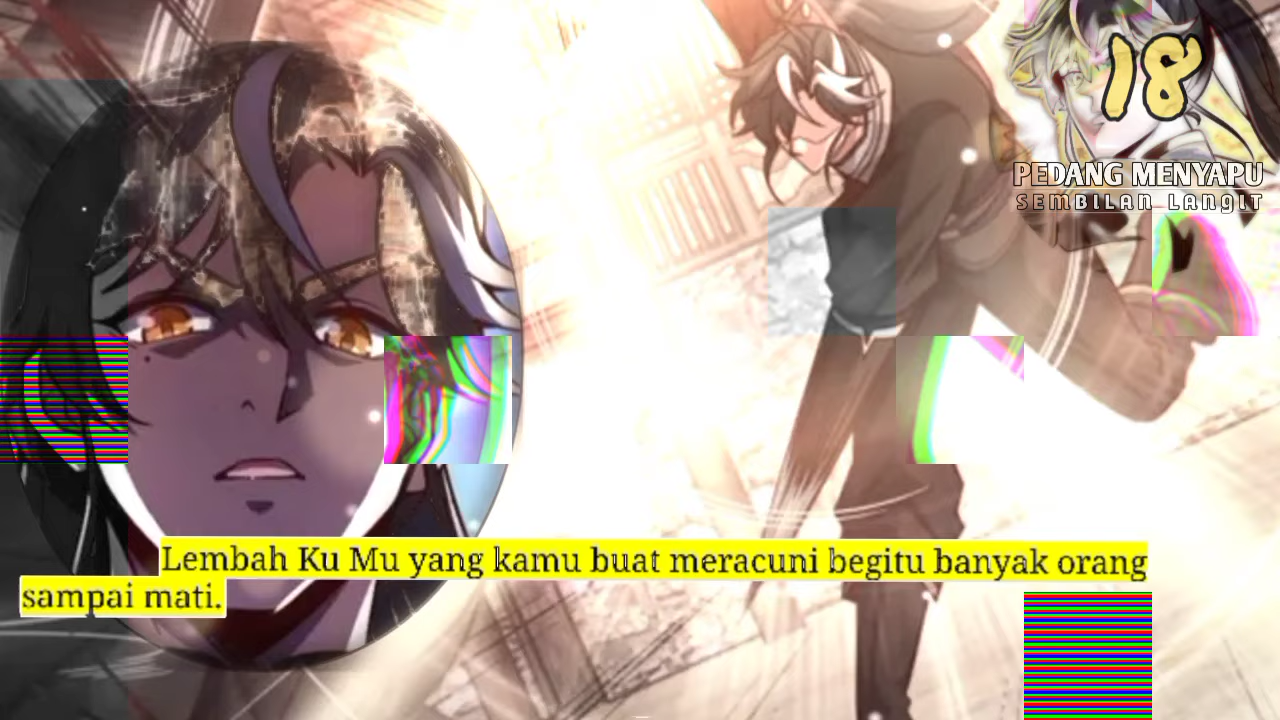 18
PEDANG MENYAPU
SEMBILAN LANGIT
Lembah Ku Mu yang kamu buat meracuni begitu banyak orang
sampai mati.